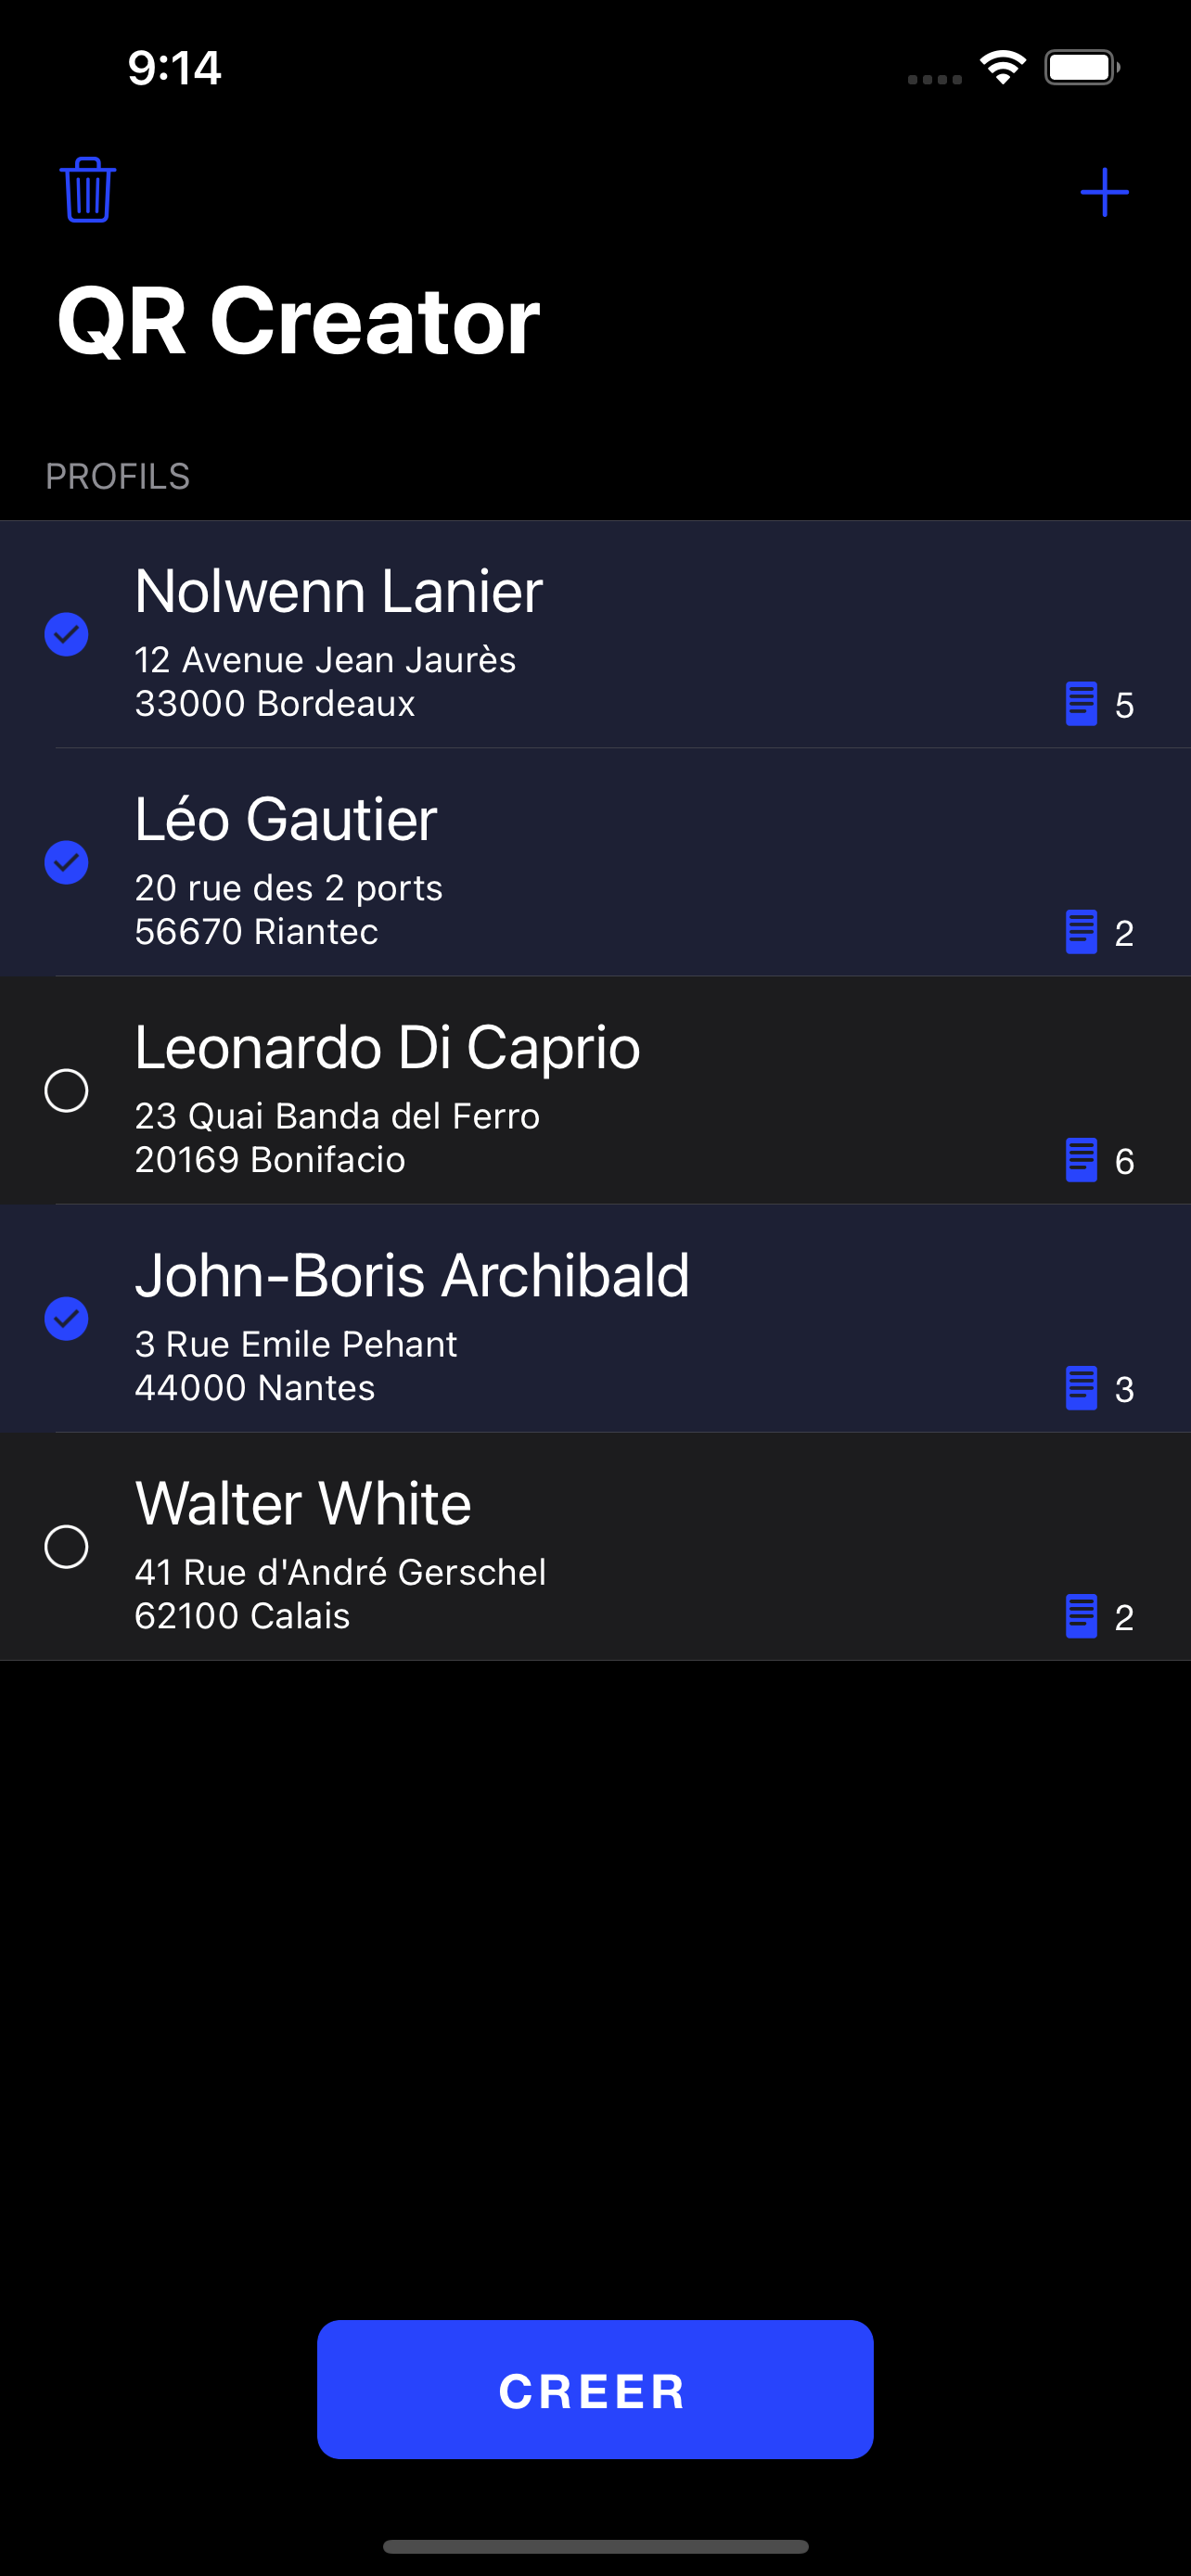 9:14
QR Creator
PROFILS
Nolwenn Lanier
12 Avenue Jean Jaurès
33000 Bordeaux
5
Léo Gautier
20 rue des 2 ports
56670 Riantec
2
Leonardo Di Caprio
23 Quai Banda del Ferro
20169 Bonifacio
6
John-Boris Archibald
3 Rue Emile Pehant
44000 Nantes
3
Walter White
41 Rue d'André Gerschel
62100 Calais
2
CREER